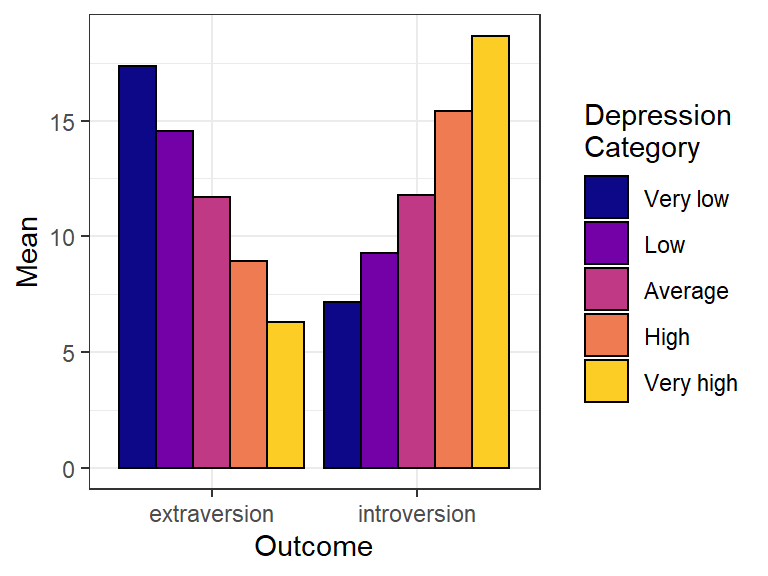 Mean
15
10
5
0
extraversion introversion
Outcome
Depression
Category
Very low
Low
Average
High
Very high